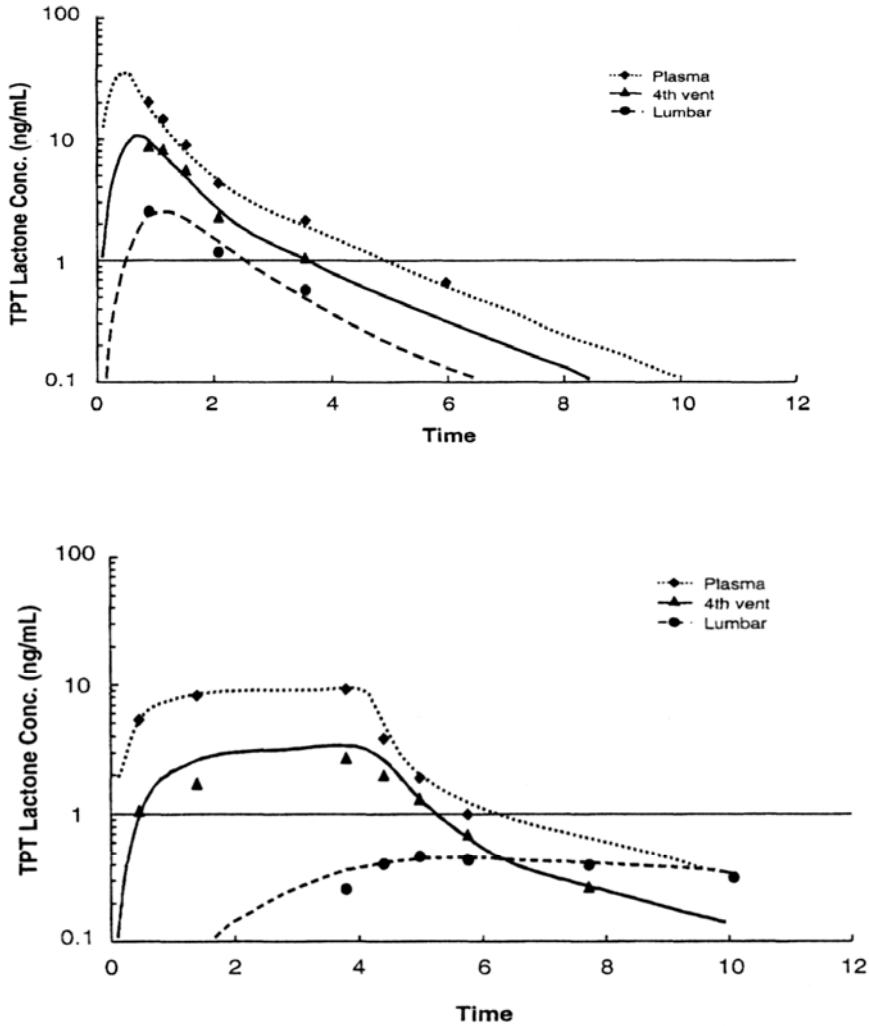 100
10
1
0.1
TPT Lactone Conc. (ng/mL)
Plasma
4th vent
Lumbar
0 2 4 6 8 10 12
Time
100
10
1
0.1
TPT Lactone Conc. (ng/mL)
Plasma
4th vent
Lumbar
0 2 4 6 8 10 12
Time